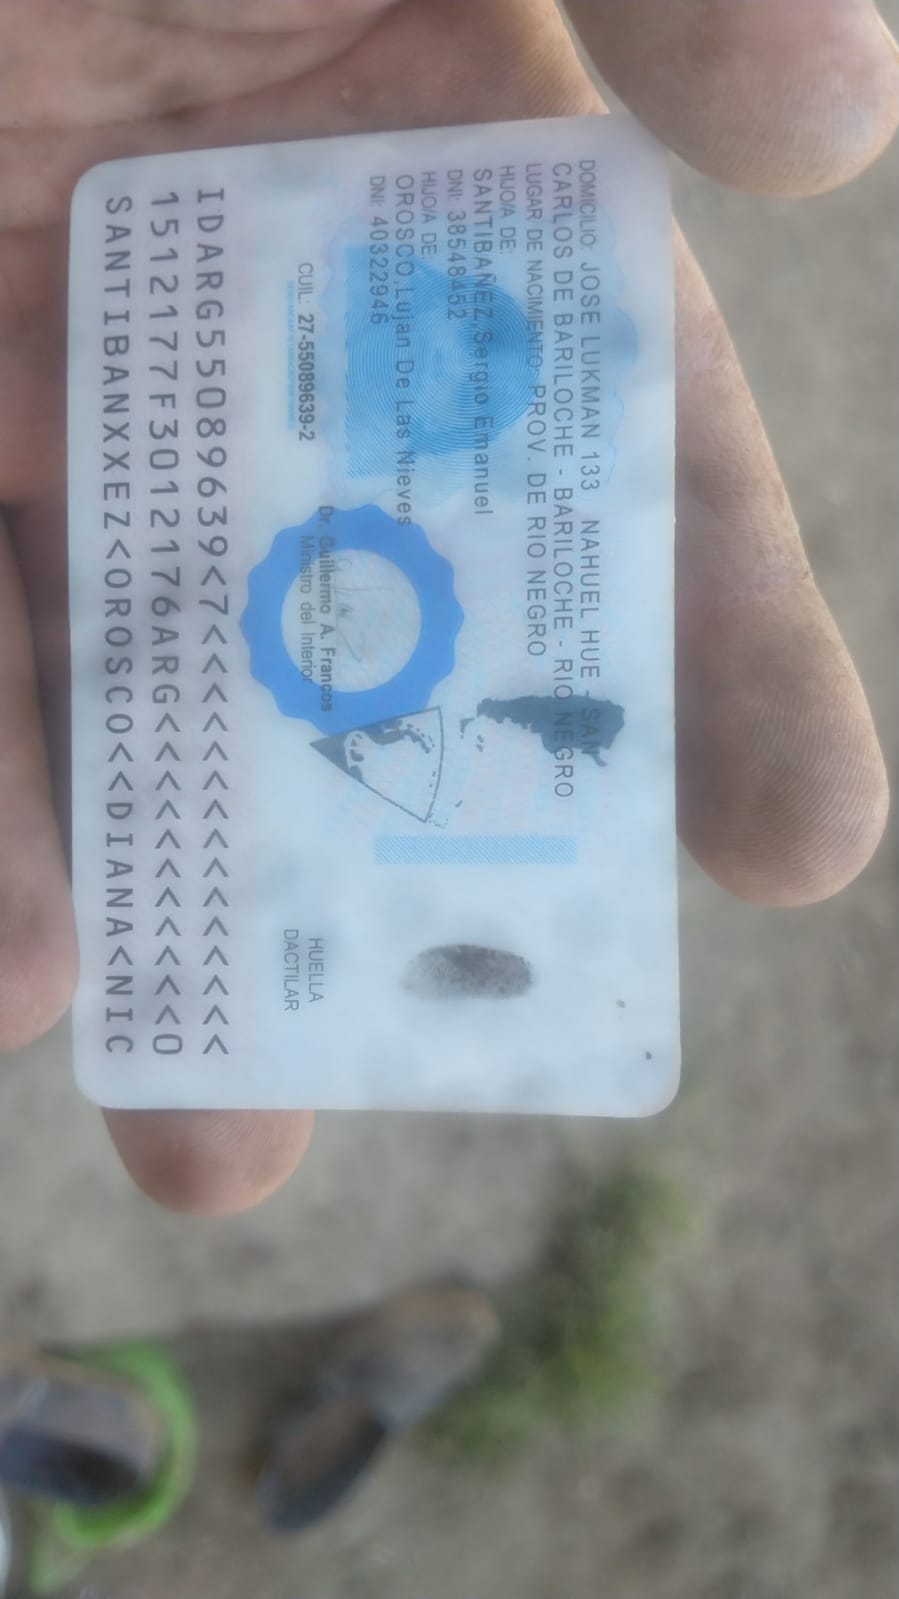 DOMICILIO: JOSE LUKMAN 133 NAHUEL HUE - SAN
CARLOS DE BARILOCHE - BARILOCHE - RIO NEGRO
LUGAR DE NACIMIENTO: PROV. DE RIO NEGRO
HIJO/A DE:
SANTIBAÑEZ,Sergio Emanuel
DNI: 38548452
HIJO/A DE:
OROSCO,Lujan De Las Nieves
DNI: 40322946
CUIL: 27-55089639-2
Dr. Guillermo A. Francos
Ministro del Interior
HUELLA
DACTILAR
IDARG55089639<7<<<<<<<<<<<<<<<
1512177F3012176ARG<<<<<<<<<<<0
SANTIBANXXEZ<OROSCO<<DIANA<NIC